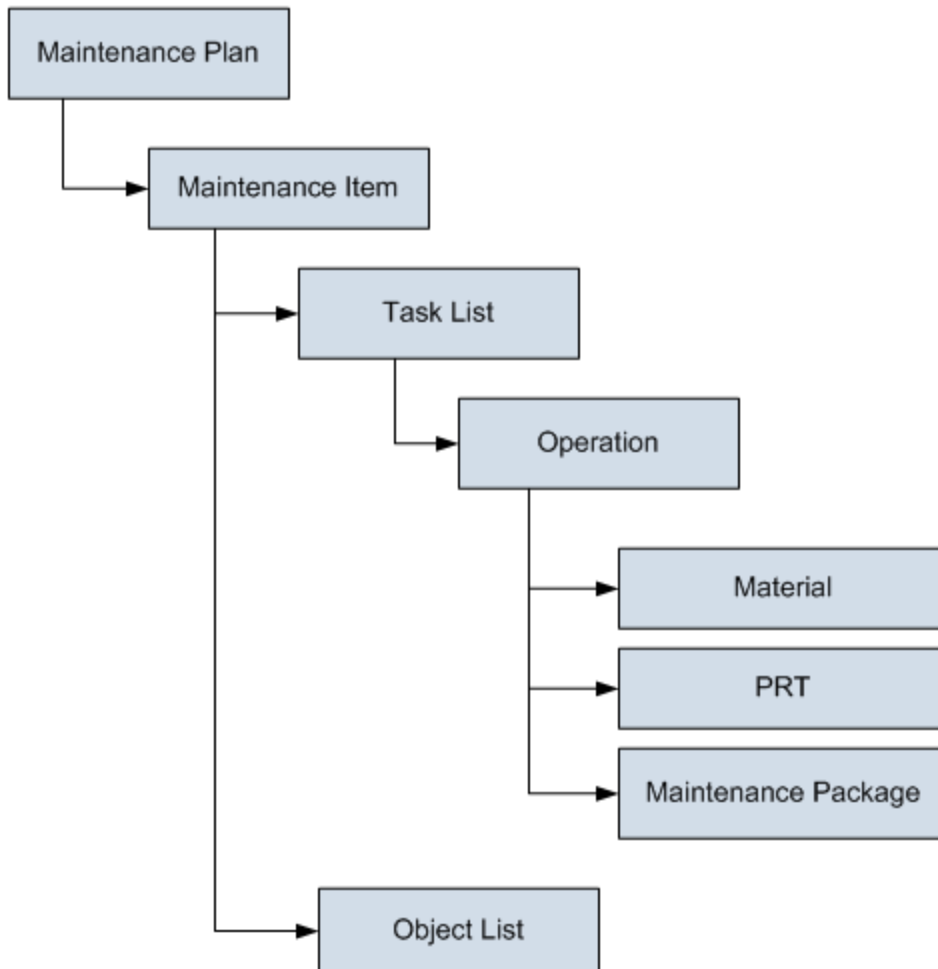 Maintenance Plan
Maintenance Item
Task List
Operation
Material
PRT
Maintenance Package
Object List